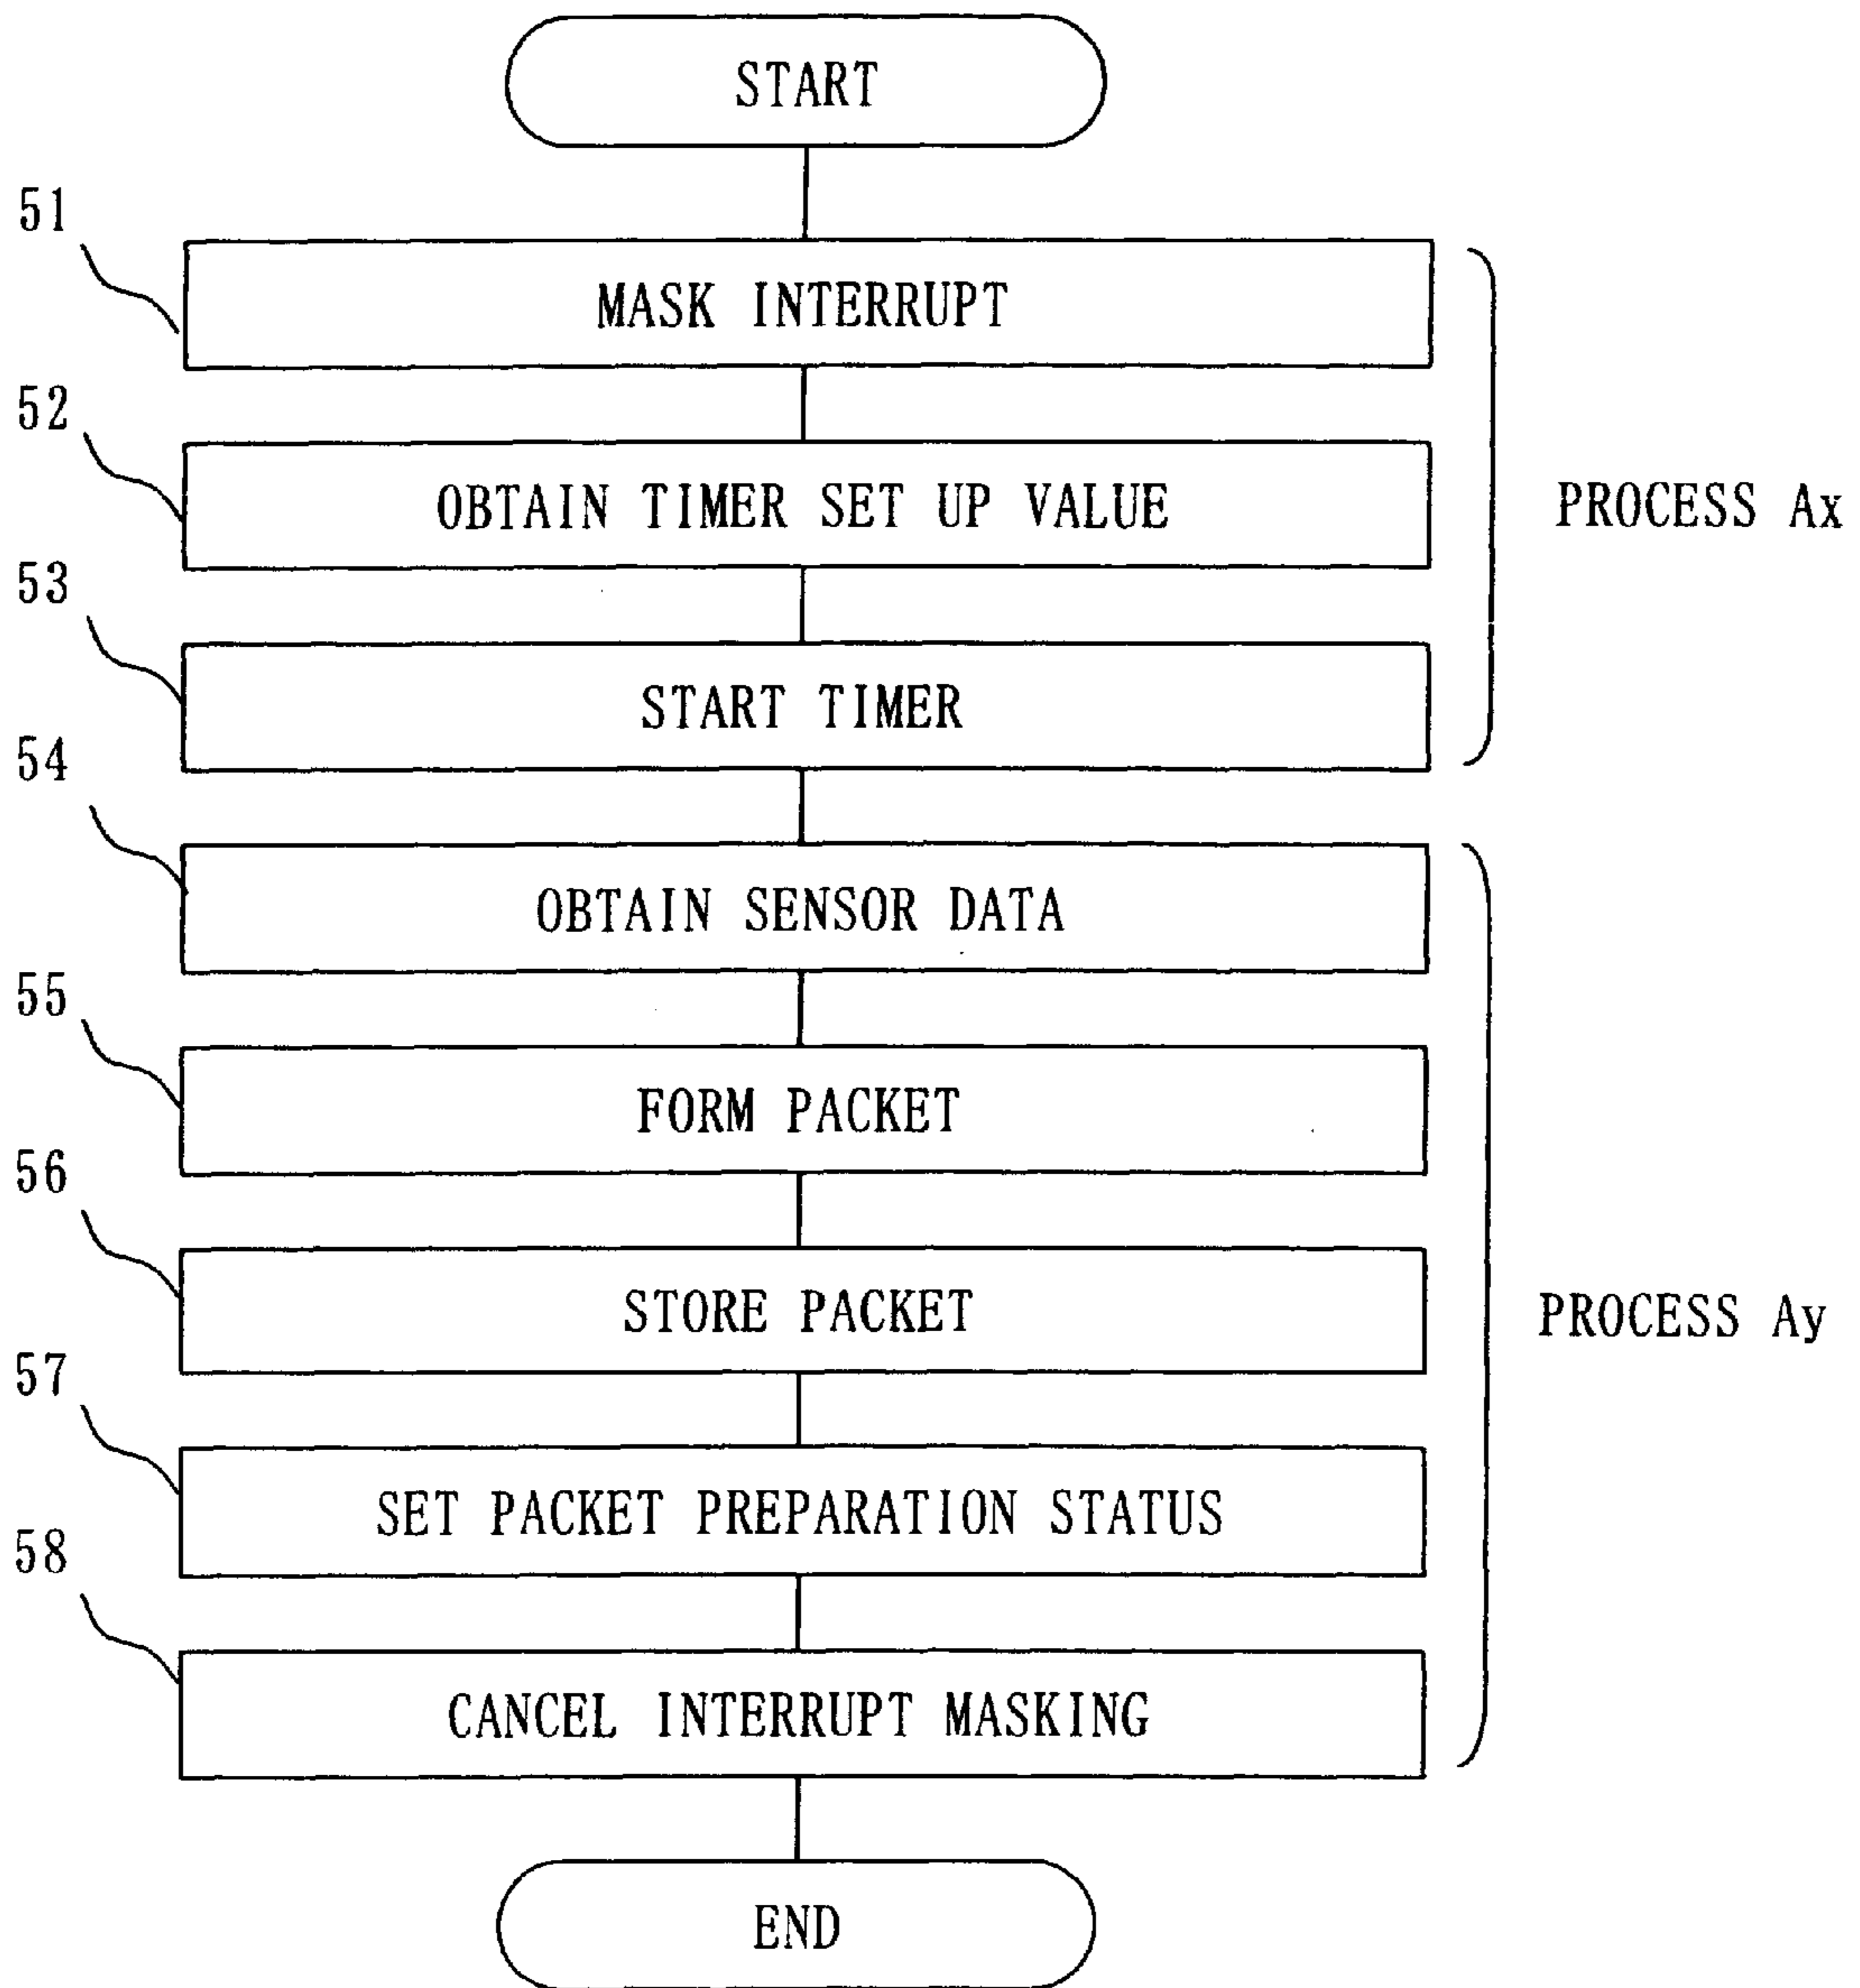 START
51
MASK INTERRUPT
52
OBTAIN TIMER SET UP VALUE
PROCESS Ax
53
START TIMER
54
OBTAIN SENSOR DATA
55
FORM PACKET
56
STORE PACKET
PROCESS Ay
57
SET PACKET PREPARATION STATUS
58
CANCEL INTERRUPT MASKING
END